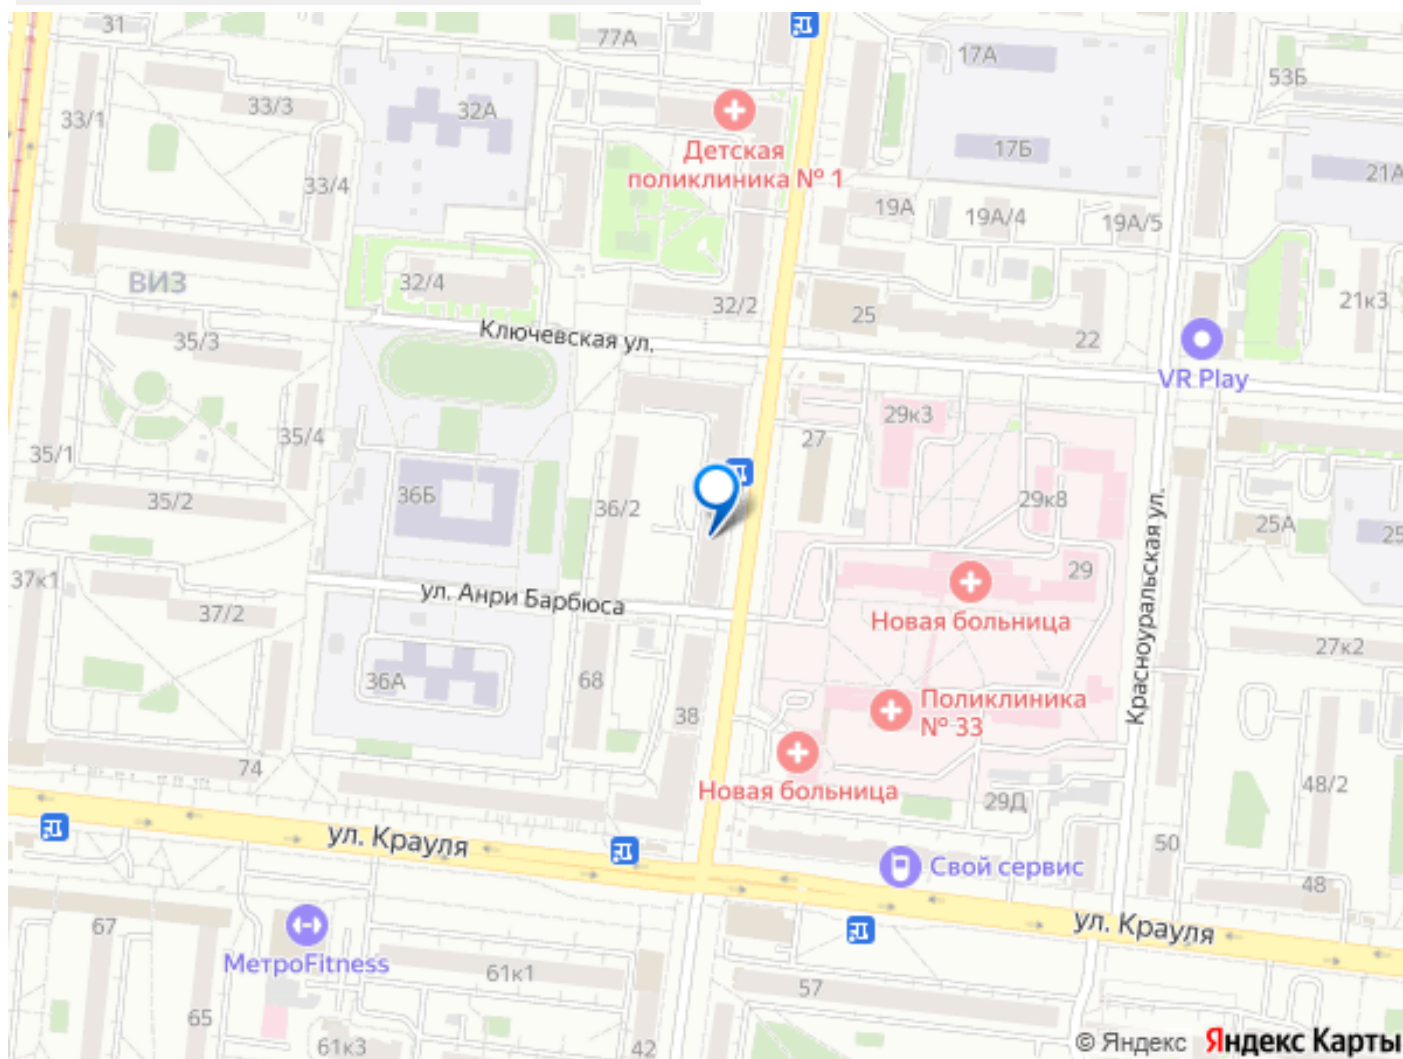 31
77А
17А
53Б
33/3
32А
33/1
Детская
поликлиника № 1
17Б
21А
33/4
19А
19А/4
19А/5
ВИЗ
32/4
32/2
25
21к3
Ключевская ул.
35/3
22
VR Play
29к3
35/4
27
35/1
36Б
36/2
35/2
29к8
25А
25
Красноуральская ул.
37к1
ул. Анри Барбюса
29
37/2
Новая больница
27к2
36А
68
Поликлиника
№ 33
38
74
Новая больница
29Д
48/2
ул. Крауля
50
Свой сервис
48
67
ул. Крауля
МетроFitness
61к1
57
65
61к3
42
© Яндекс Яндекс Карты